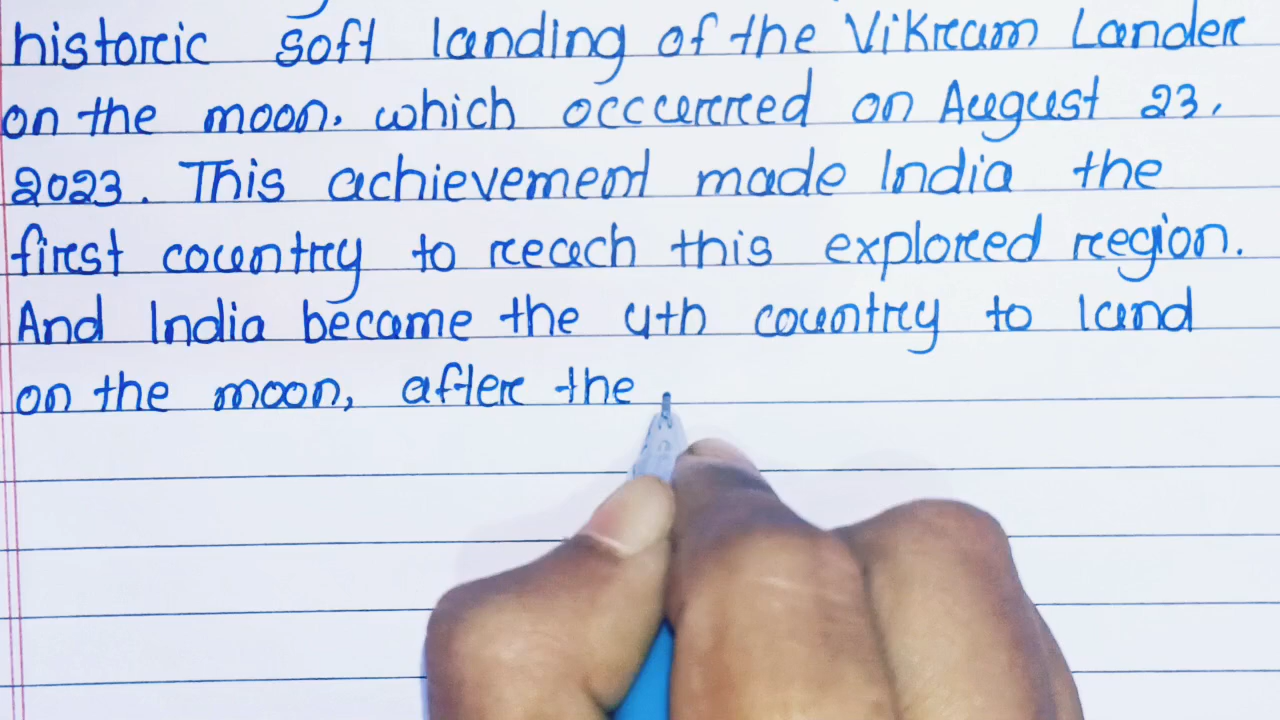 historic soft landing of the Vikram Lander
on the moon. which occurred on August 23,
2023. This achievement made India the
first country to reach this explored region.
And India became the 4th country to land
on the moon, after the